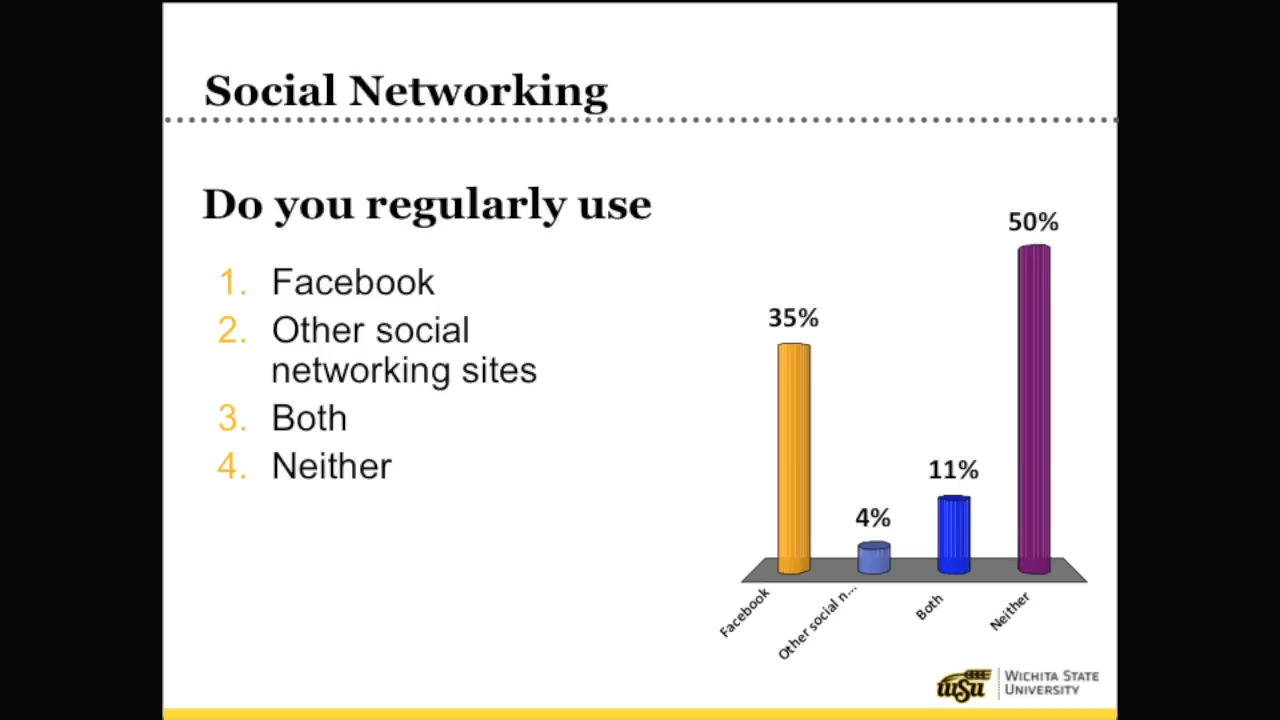 Social Networking
Do you regularly use
1. Facebook
2. Other social
networking sites
3. Both
4. Neither
50%
35%
11%
4%
Facebook
Other social n...
Both
Neither
WSU
WICHITA STATE
UNIVERSITY